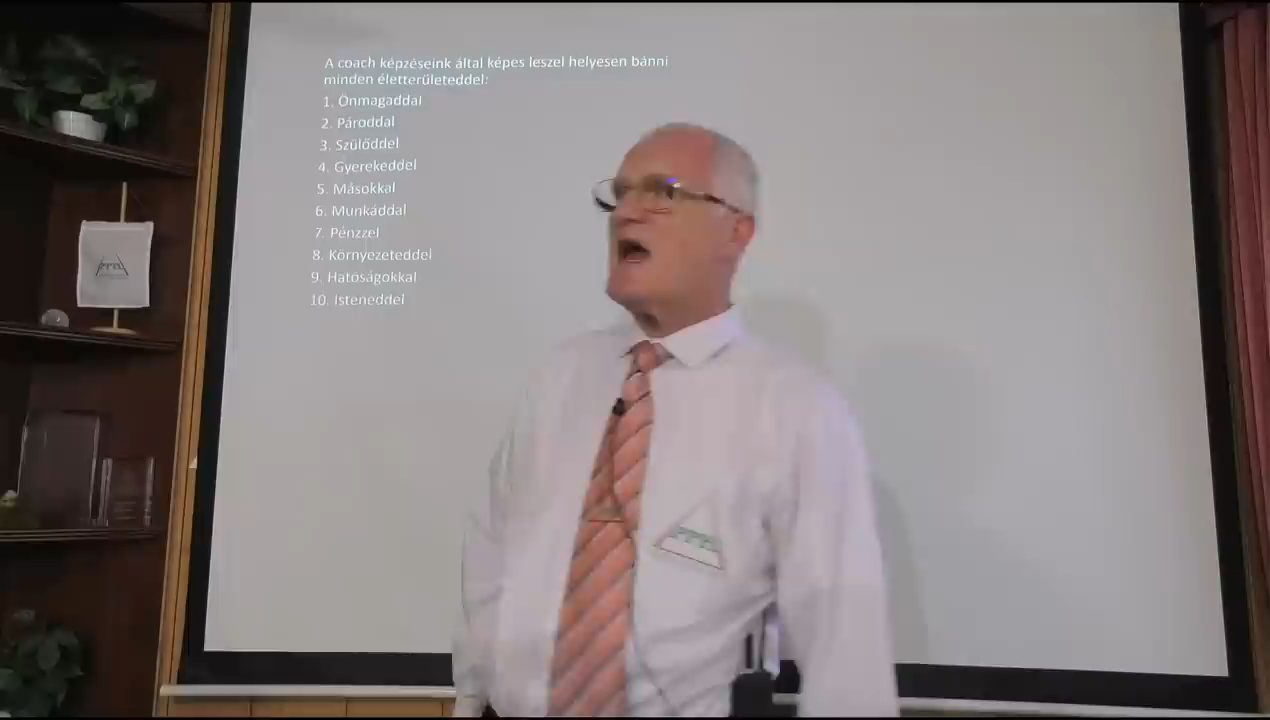 A coach képzéseink által képes leszel helyesen bánni
minden életterületeddel:
1. Önmagaddal
2. Pároddal
3. Szülőddel
4. Gyerekeddel
5. Másokkal
6. Munkáddal
7. Pénzzel
8. Környezeteddel
9. Hatóságokkal
10. Isteneddel